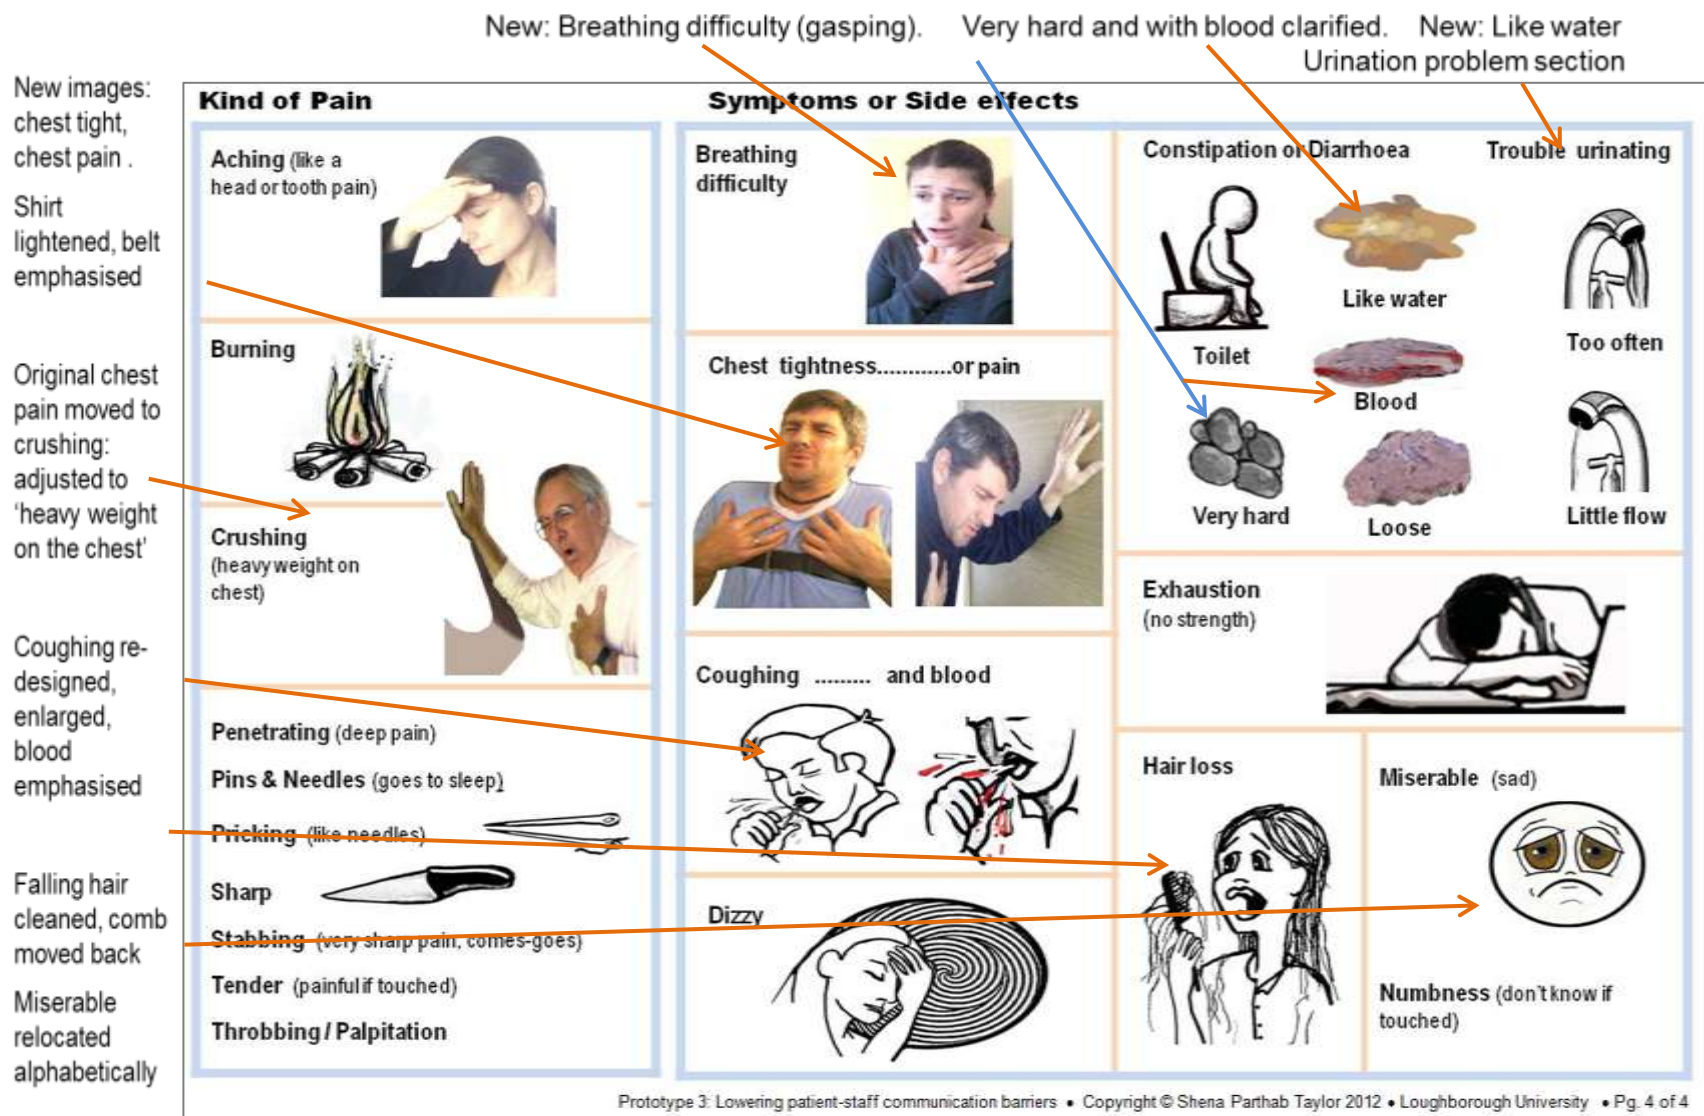 New: Breathing difficulty (gasping).
Very hard and with blood clarified.
New: Like water
Urination problem section
New images:
chest tight,
chest pain .
Shirt
lightened, belt
emphasised
Original chest
pain moved to
crushing:
adjusted to
‘heavy weight
on the chest’
Coughing re-
designed,
enlarged,
blood
emphasised
Falling hair
cleaned, comb
moved back
Miserable
relocated
alphabetically
Kind of Pain
Aching (like a
head or tooth pain)
Burning
Crushing
(heavy weight on
chest)
Penetrating (deep pain)
Pins & Needles (goes to sleep)
Pricking (like needles)
Sharp
Stabbing (very sharp pain, comes-goes)
Tender (painful if touched)
Throbbing / Palpitation
Symptoms or Side effects
Breathing
difficulty
Chest tightness............or pain
Coughing ......... and blood
Dizzy
Constipation or Diarrhoea
Toilet
Like water
Blood
Very hard
Loose
Trouble urinating
Too often
Little flow
Exhaustion
(no strength)
Hair loss
Miserable (sad)
Numbness (don't know if
touched)
Prototype 3: Lowering patient-staff communication barriers • Copyright © Shena Parthab Taylor 2012 • Loughborough University • Pg. 4 of 4